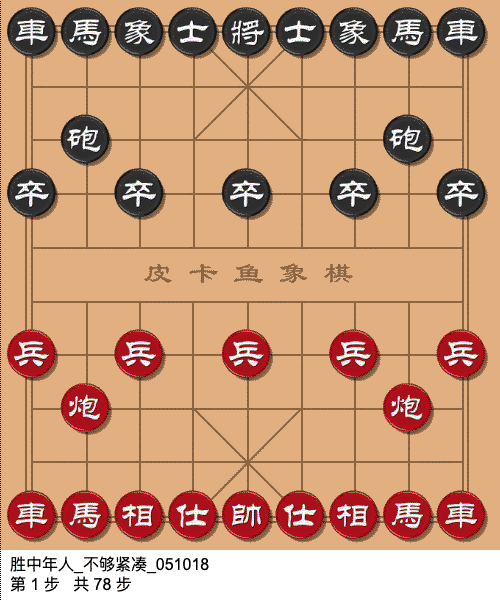 車馬象士將士象馬車
砲砲
卒卒卒卒卒
皮卡鱼象棋
兵兵兵兵兵
炮炮
車馬相仕帥仕相馬車
胜中年人_不够紧凑_051018
第 1 步 共 78 步